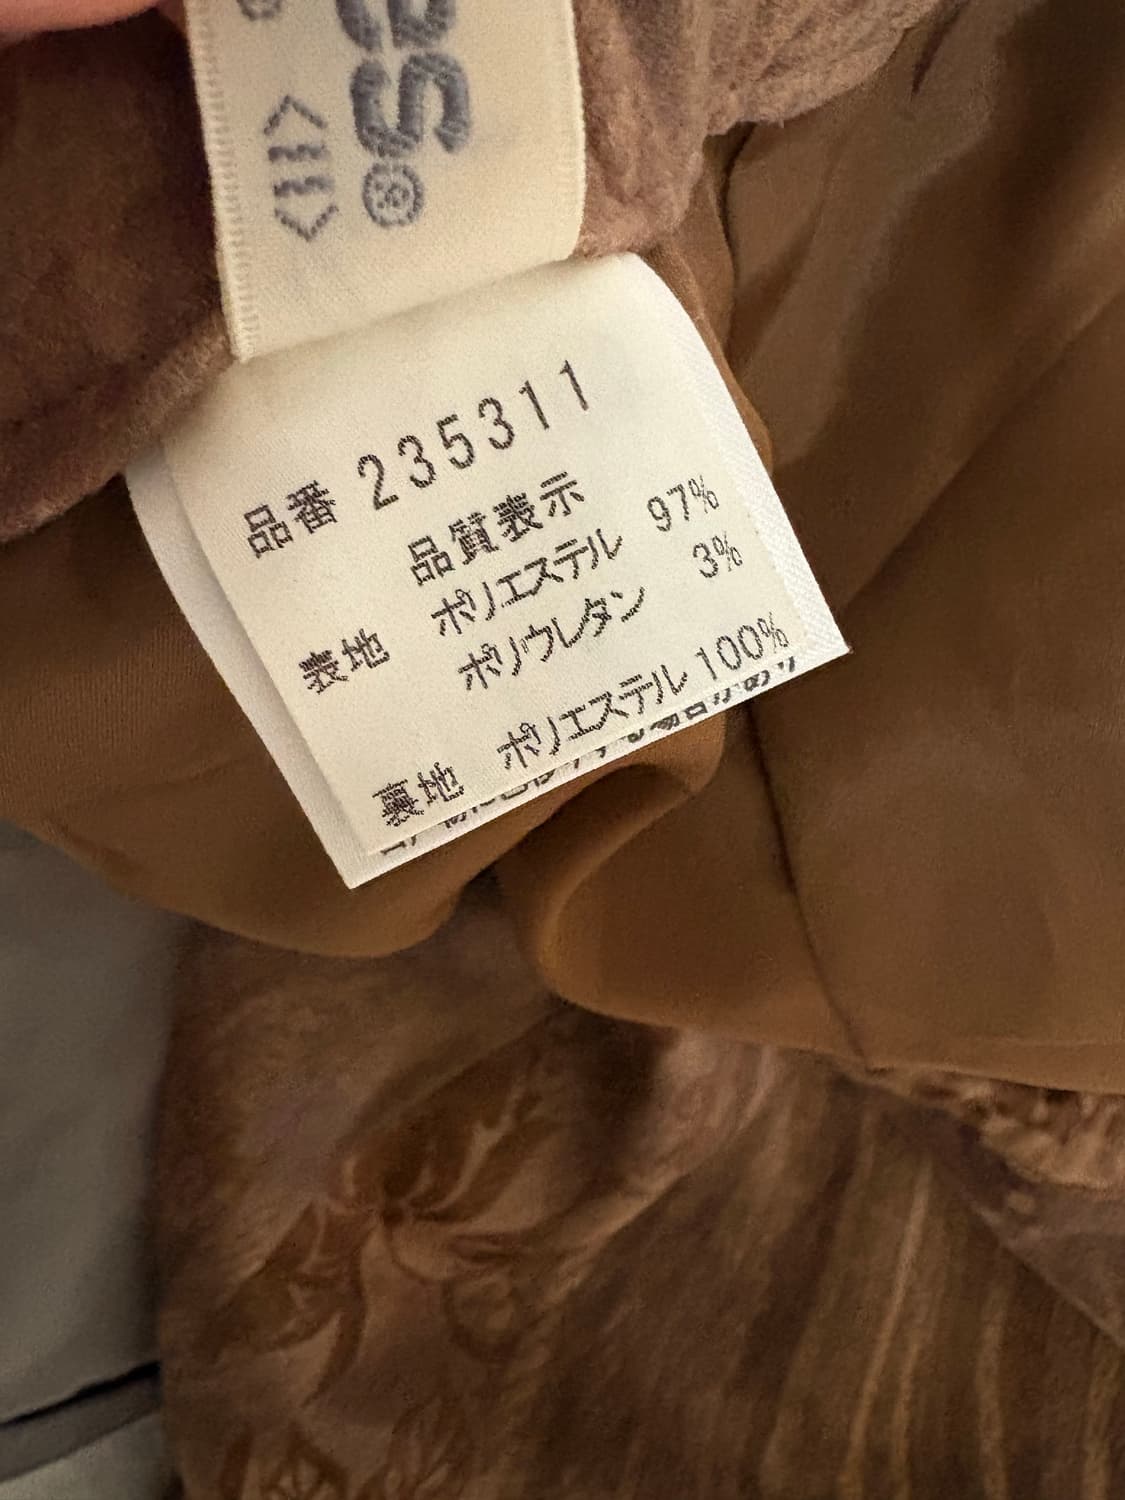 品番 235311
品質表示
表地 ポリエステル 97%
ポリウレタン 3%
裏地 ポリエステル 100%